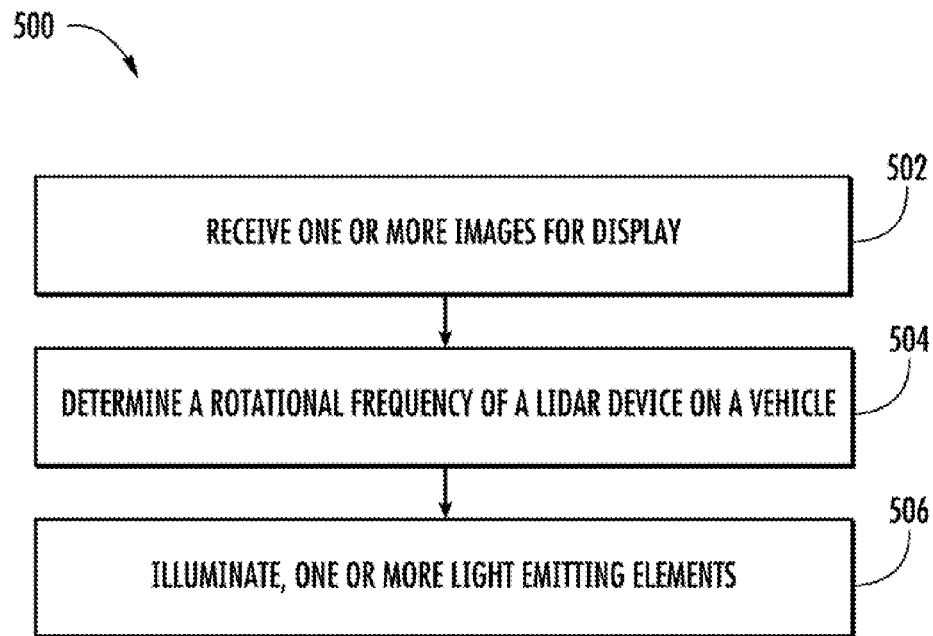 500
502
RECEIVE ONE OR MORE IMAGES FOR DISPLAY
504
DETERMINE A ROTATIONAL FREQUENCY OF A LIDAR DEVICE ON A VEHICLE
506
ILLUMINATE, ONE OR MORE LIGHT EMITTING ELEMENTS